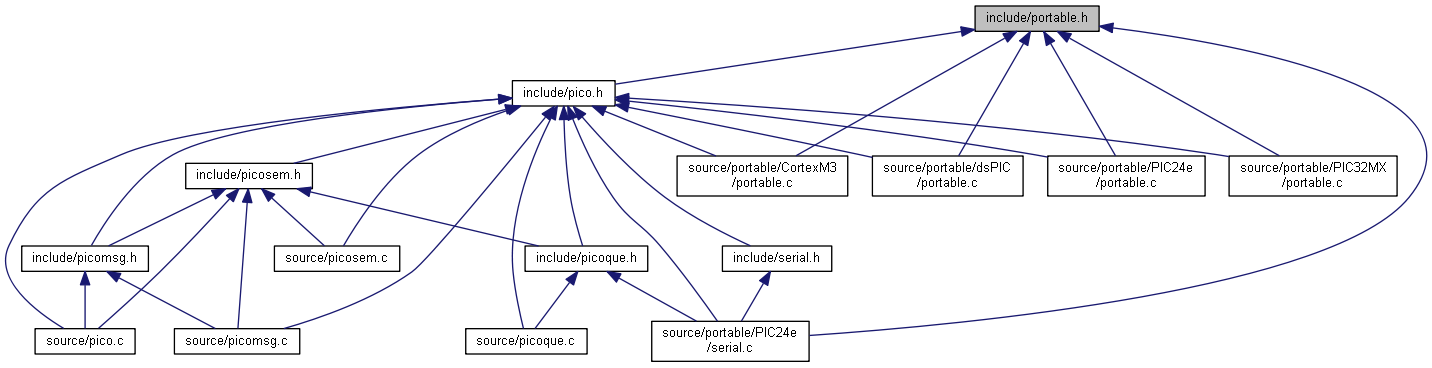 include/portable.h
include/pico.h
source/portable/CortexM3
/portable.c
source/portable/dsPIC
/portable.c
source/portable/PIC24e
/portable.c
source/portable/PIC32MX
/portable.c
include/picosem.h
include/picomsg.h
source/picosem.c
include/picoque.h
include/serial.h
source/pico.c
source/picomsg.c
source/picoque.c
source/portable/PIC24e
/serial.c